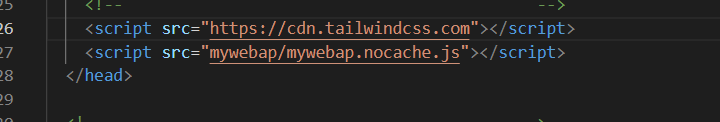 25 <!-- -->
26 <script src="https://cdn.tailwindcss.com"></script>
27 <script src="mywebap/mywebap.nocache.js"></script>
28 </head>
29